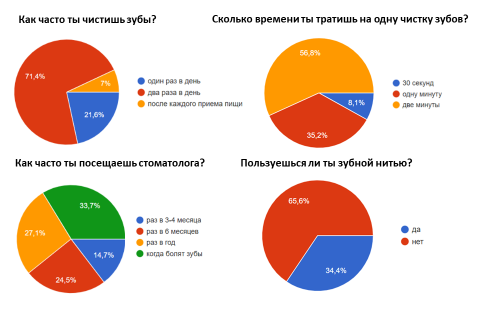 Как часто ты чистишь зубы?
71,4%
7%
21,6%
один раз в день
два раза в день
после каждого приема пищи
Сколько времени ты тратишь на одну чистку зубов?
56,8%
8,1%
35,2%
30 секунд
одну минуту
две минуты
Как часто ты посещаешь стоматолога?
33,7%
27,1%
14,7%
24,5%
раз в 3-4 месяца
раз в 6 месяцев
раз в год
когда болят зубы
Пользуешься ли ты зубной нитью?
65,6%
34,4%
да
нет